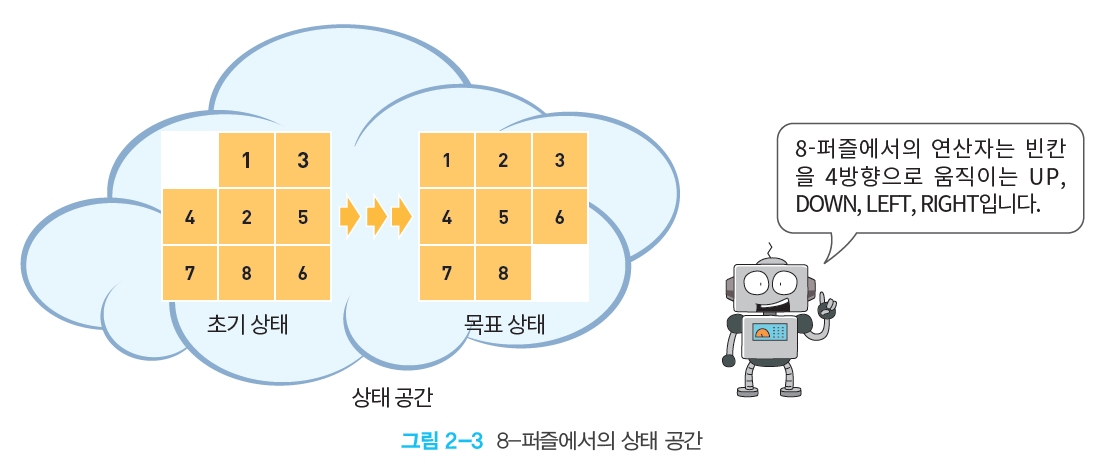 1 3
4 2 5
7 8 6
초기 상태
1 2 3
4 5 6
7 8
목표 상태
상태 공간
8-퍼즐에서의 연산자는 빈칸
을 4방향으로 움직이는 UP,
DOWN, LEFT, RIGHT입니다.
그림 2-3 8-퍼즐에서의 상태 공간